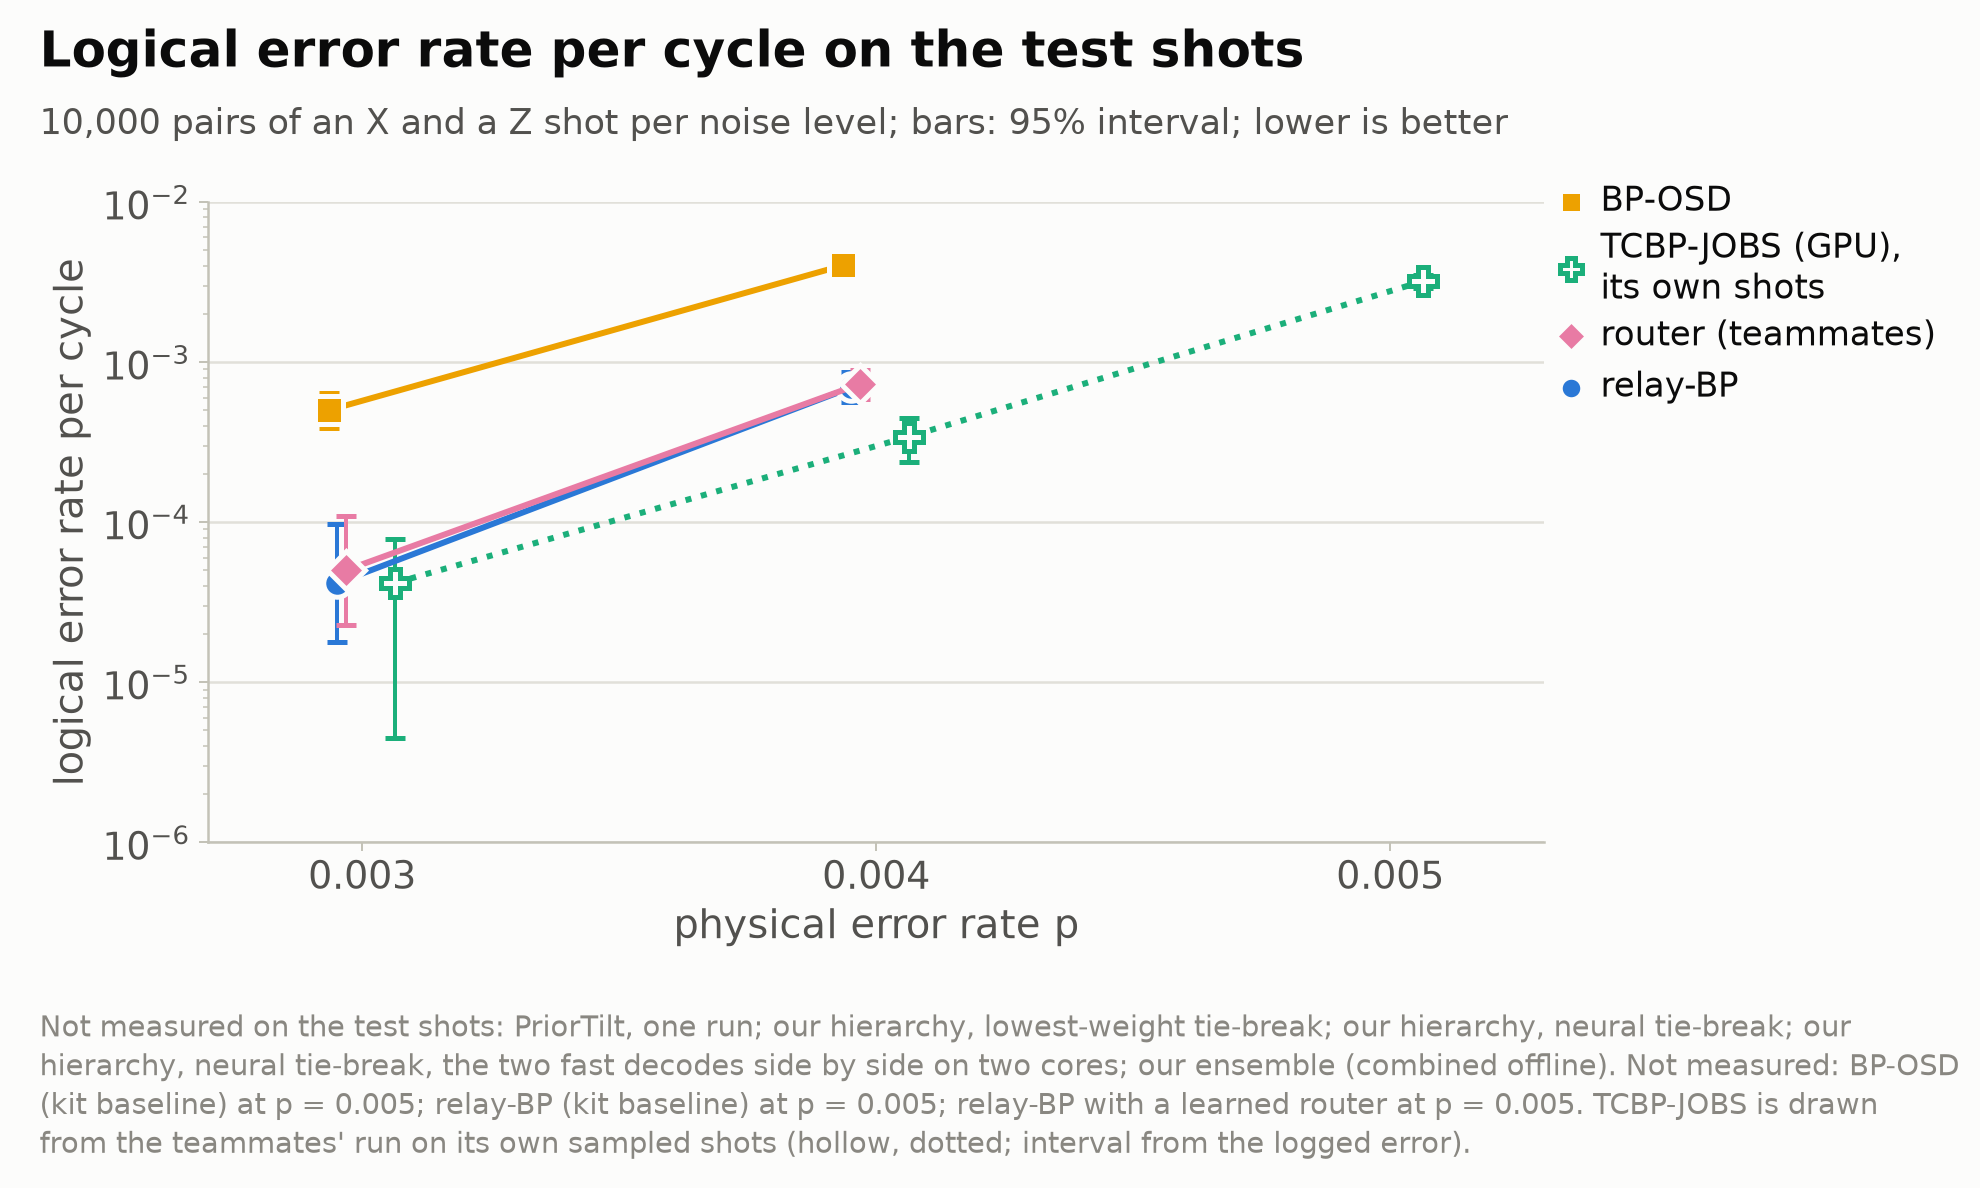 Logical error rate per cycle on the test shots
10,000 pairs of an X and a Z shot per noise level; bars: 95% interval; lower is better
10⁻²
10⁻³
10⁻⁴
10⁻⁵
10⁻⁶
logical error rate per cycle
0.003
0.004
0.005
physical error rate p
BP-OSD
TCBP-JOBS (GPU),
its own shots
router (teammates)
relay-BP
Not measured on the test shots: PriorTilt, one run; our hierarchy, lowest-weight tie-break; our hierarchy, neural tie-break; our
hierarchy, neural tie-break, the two fast decodes side by side on two cores; our ensemble (combined offline). Not measured: BP-OSD
(kit baseline) at p = 0.005; relay-BP (kit baseline) at p = 0.005; relay-BP with a learned router at p = 0.005. TCBP-JOBS is drawn
from the teammates' run on its own sampled shots (hollow, dotted; interval from the logged error).